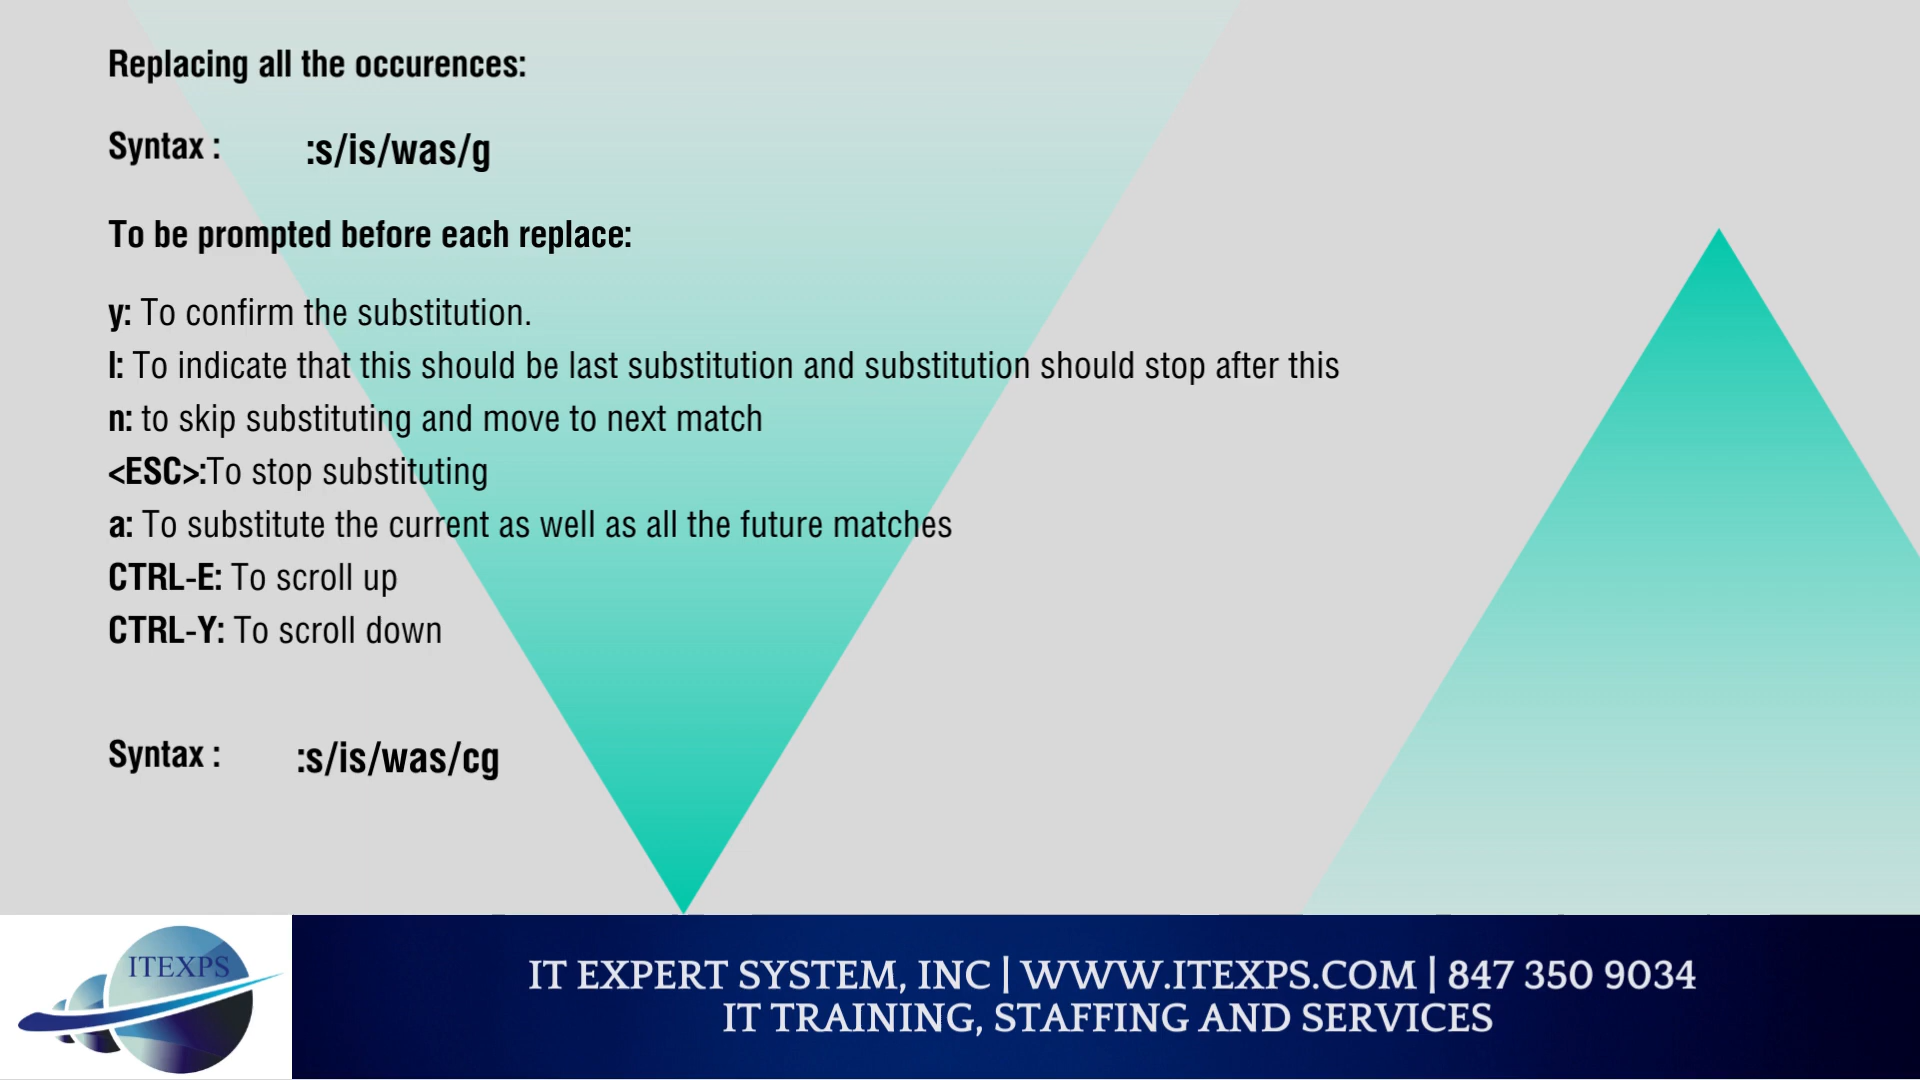 Replacing all the occurences:
Syntax : :s/is/was/g
To be prompted before each replace:
y: To confirm the substitution.
l: To indicate that this should be last substitution and substitution should stop after this
n: to skip substituting and move to next match
<ESC>:To stop substituting
a: To substitute the current as well as all the future matches
CTRL-E: To scroll up
CTRL-Y: To scroll down
Syntax : :s/is/was/cg
ITEXPS
IT EXPERT SYSTEM, INC | WWW.ITEXPS.COM | 847 350 9034
IT TRAINING, STAFFING AND SERVICES